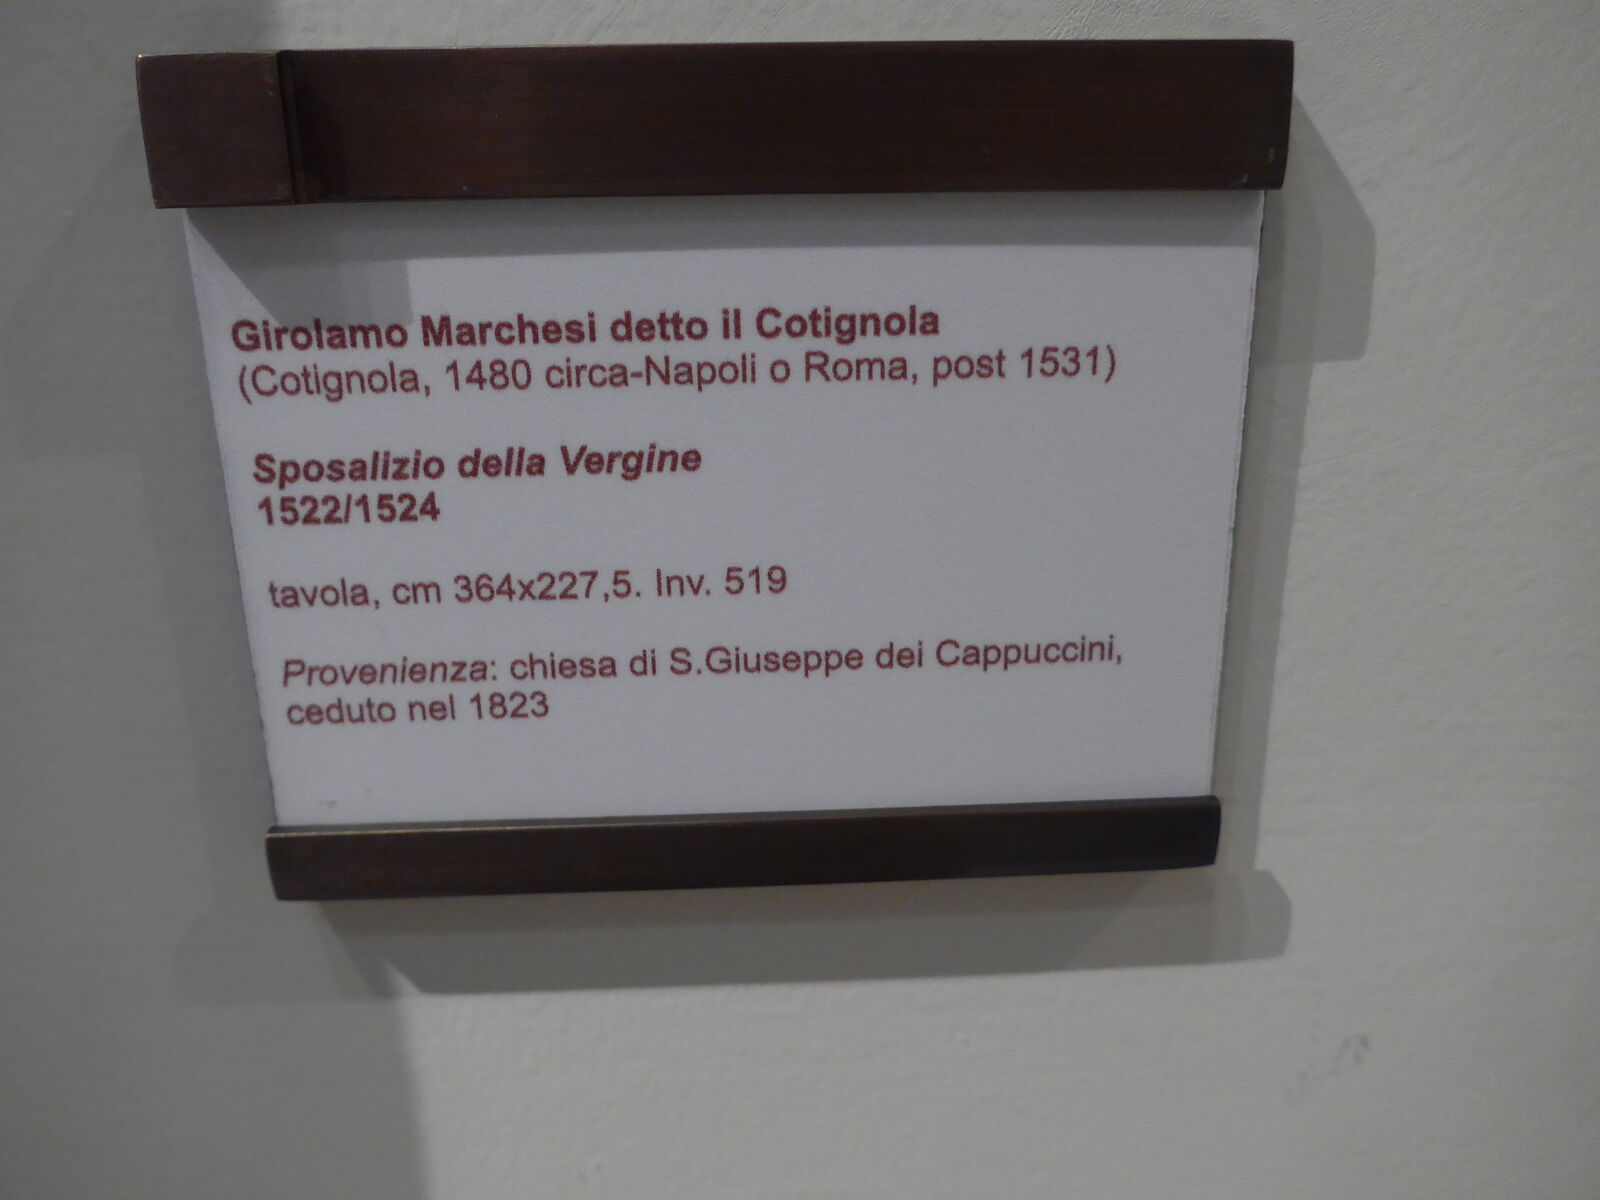 Girolamo Marchesi detto il Cotignola
(Cotignola, 1480 circa-Napoli o Roma, post 1531)
Sposalizio della Vergine
1522/1524
tavola, cm 364x227,5. Inv. 519
Provenienza: chiesa di S.Giuseppe dei Cappuccini,
ceduto nel 1823